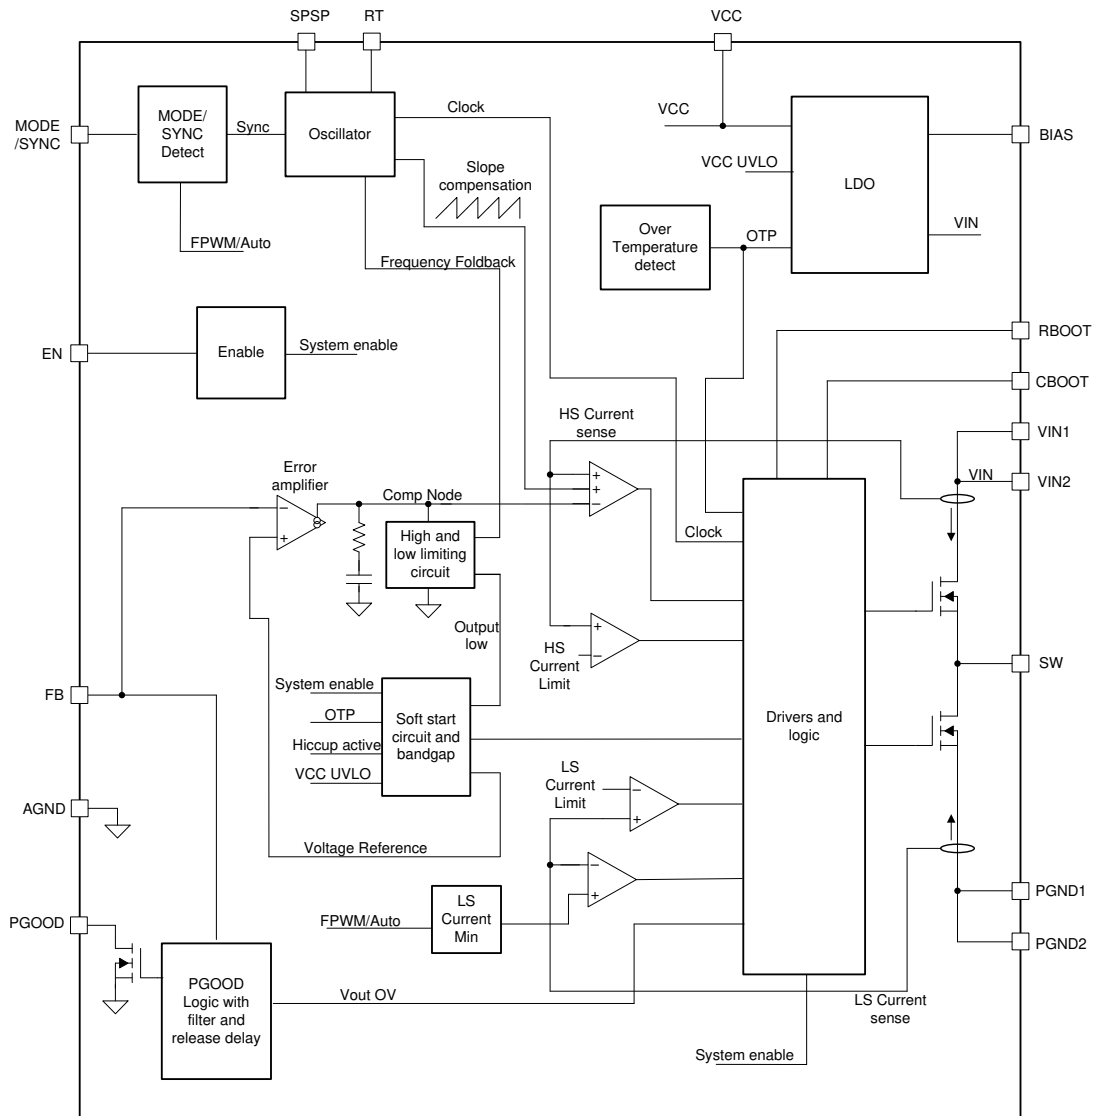 SPSP
RT
VCC
MODE
/SYNC
MODE/
SYNC
Detect
Sync
Oscillator
Clock
Slope
compensation
FPWM/Auto
Frequency Foldback
VCC
VCC UVLO
LDO
BIAS
VIN
Over
Temperature
detect
OTP
EN
Enable
System enable
RBOOT
CBOOT
VIN1
VIN
VIN2
HS Current
sense
+
+
−
Error
amplifier
−
+
Comp Node
High and
low limiting
circuit
Clock
Output
low
+
−
HS
Current
Limit
SW
FB
System enable
OTP
Hiccup active
VCC UVLO
Soft start
circuit and
bandgap
Drivers and
logic
LS
Current
Limit
−
+
AGND
Voltage Reference
−
+
FPWM/Auto
LS
Current
Min
PGND1
PGND2
PGOOD
PGOOD
Logic with
filter and
release delay
Vout OV
LS Current
sense
System enable